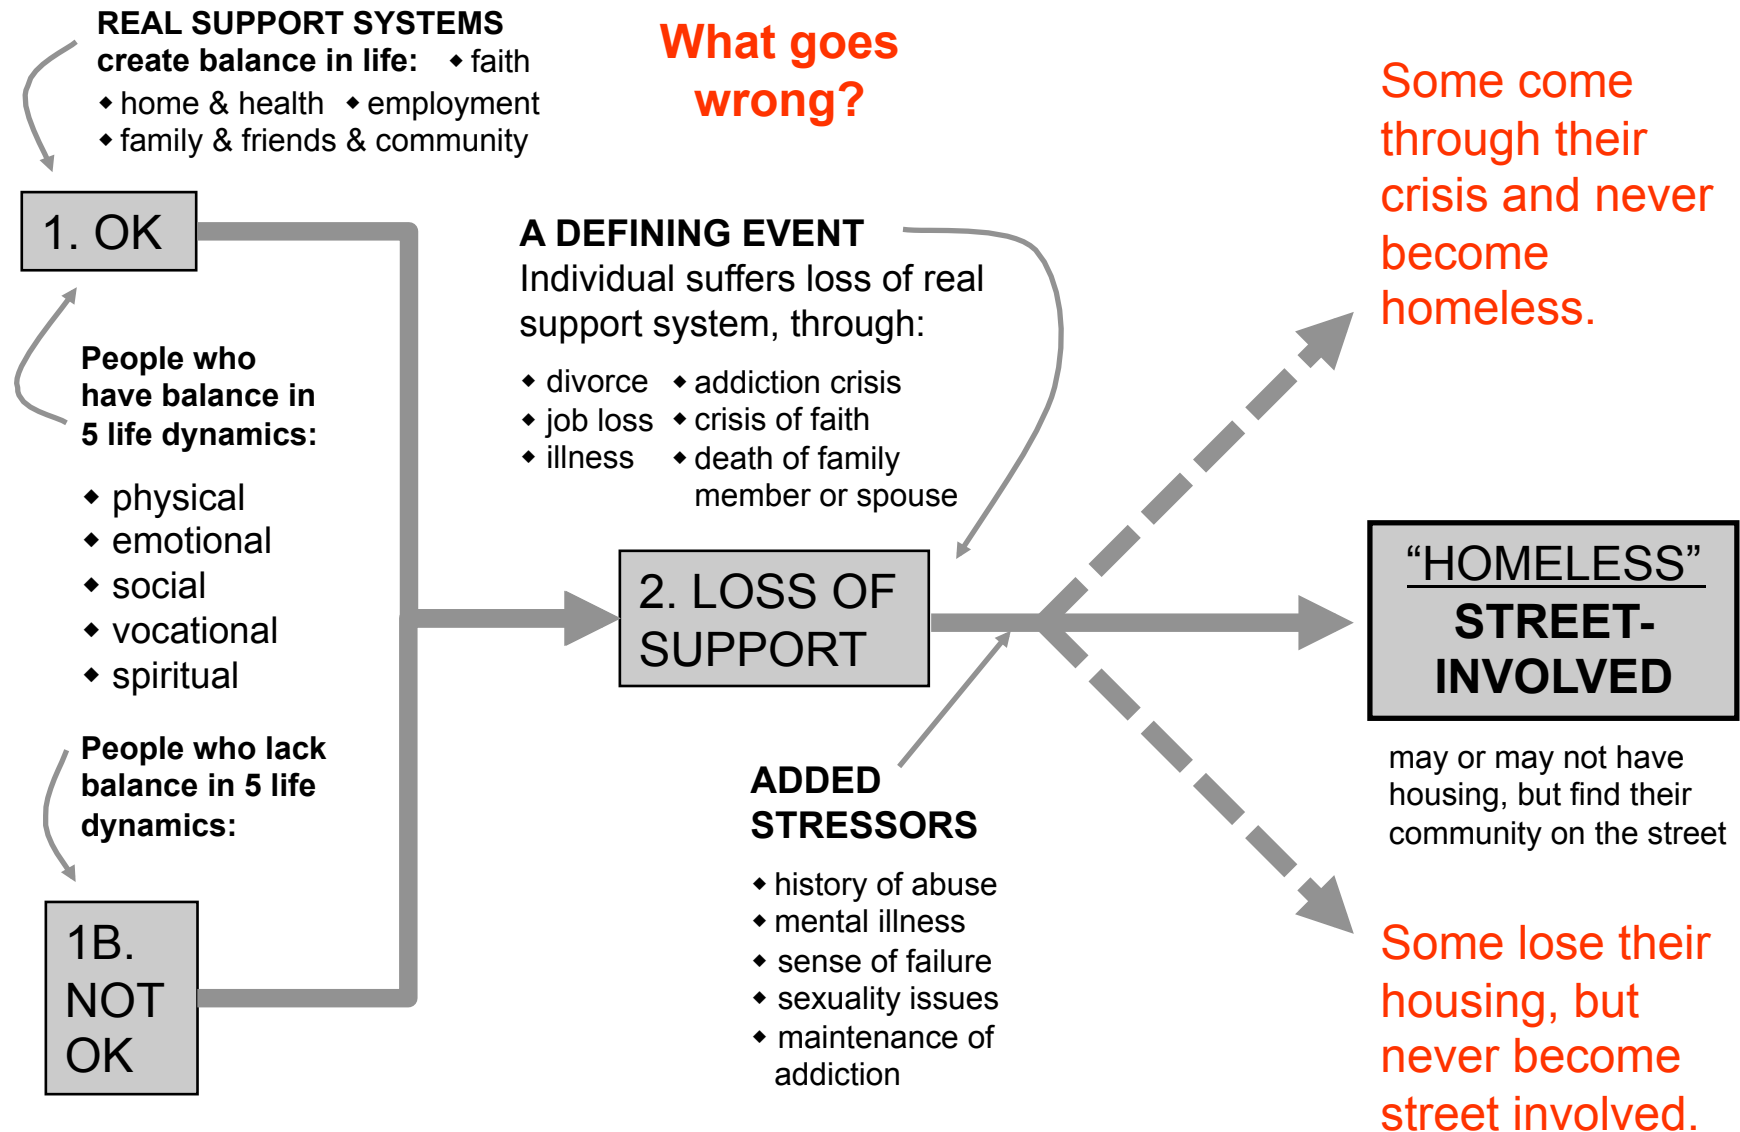 REAL SUPPORT SYSTEMS
create balance in life: ◆ faith
◆ home & health ◆ employment
◆ family & friends & community
What goes
wrong?
1. OK
People who
have balance in
5 life dynamics:
◆ physical
◆ emotional
◆ social
◆ vocational
◆ spiritual
People who lack
balance in 5 life
dynamics:
1B.
NOT
OK
A DEFINING EVENT
Individual suffers loss of real
support system, through:
◆ divorce ◆ addiction crisis
◆ job loss ◆ crisis of faith
◆ illness ◆ death of family
member or spouse
2. LOSS OF
SUPPORT
ADDED
STRESSORS
◆ history of abuse
◆ mental illness
◆ sense of failure
◆ sexuality issues
◆ maintenance of
addiction
Some come
through their
crisis and never
become
homeless.
“HOMELESS”
STREET-
INVOLVED
may or may not have
housing, but find their
community on the street
Some lose their
housing, but
never become
street involved.